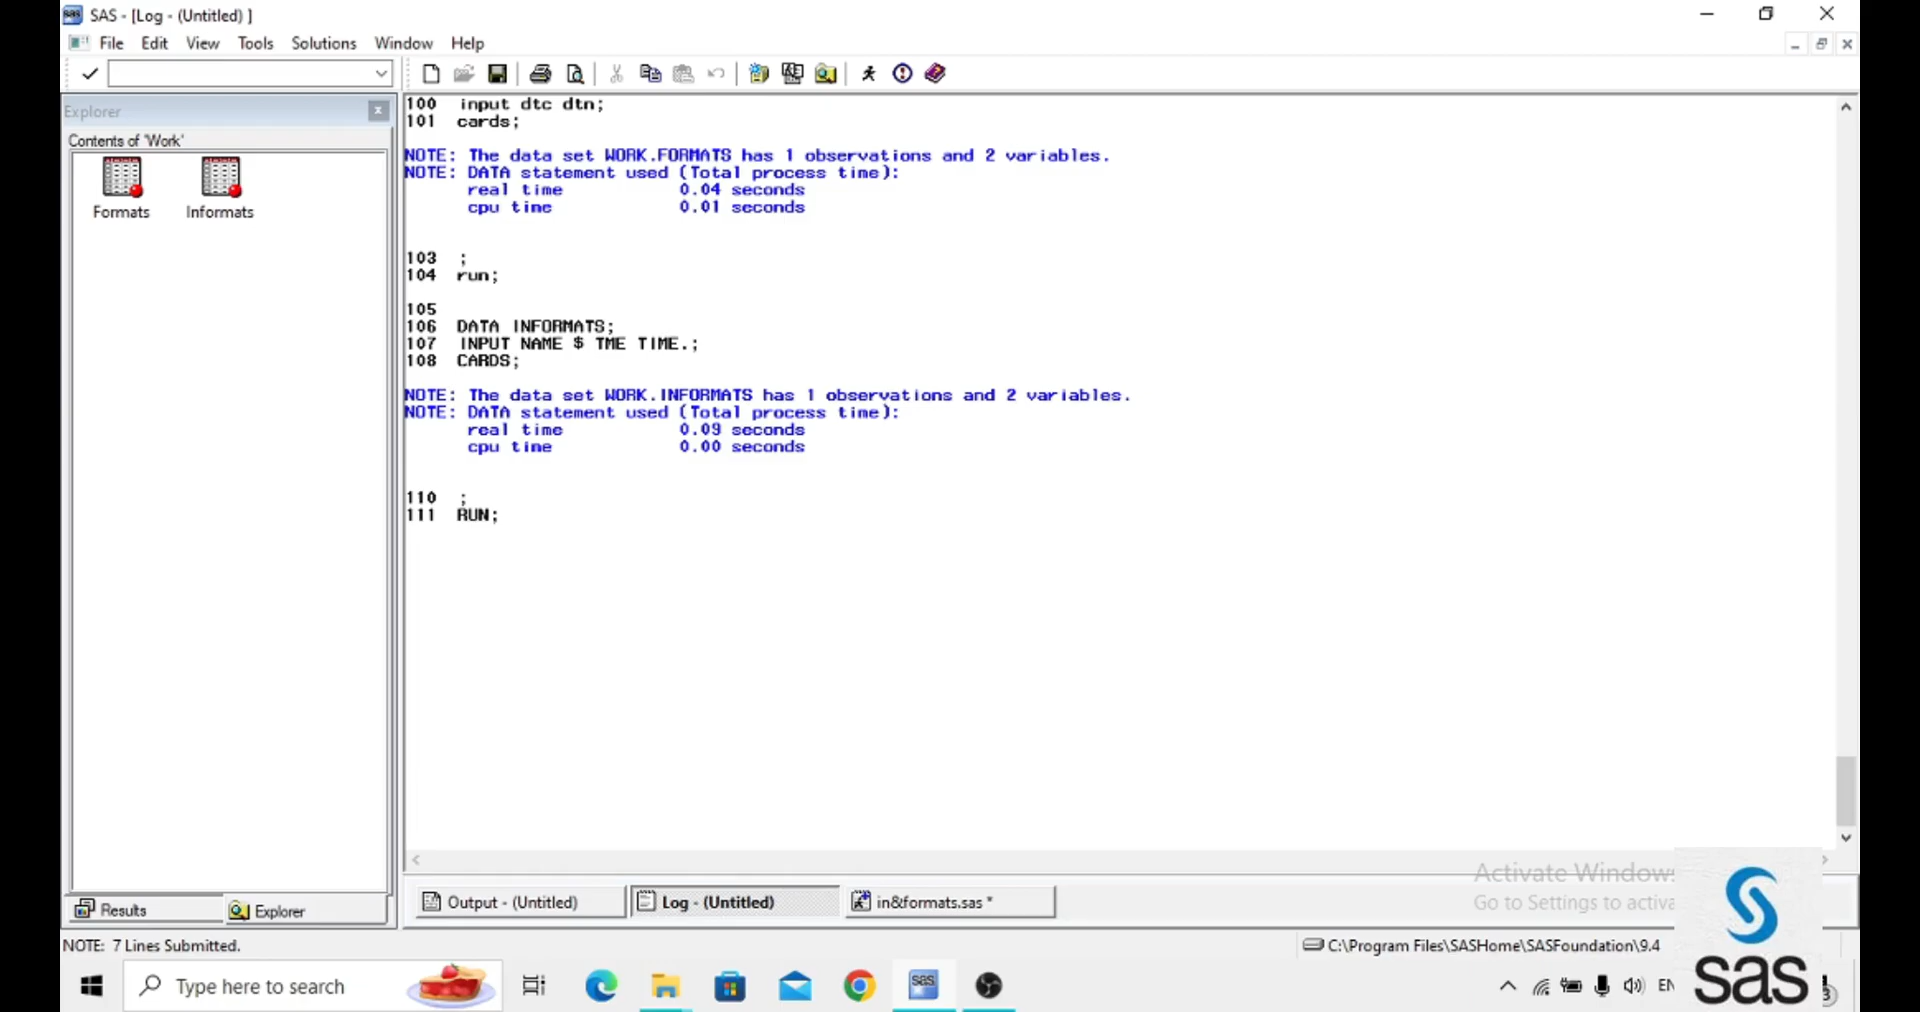 SAS - [Log - (Untitled) ]
File Edit View Tools Solutions Window Help
Explorer
Contents of 'Work'
Formats Informats
100 input dtc dtn;
101 cards;
NOTE: The data set WORK.FORMATS has 1 observations and 2 variables.
NOTE: DATA statement used (Total process time):
real time 0.04 seconds
cpu time 0.01 seconds
103 ;
104 run;
105
106 DATA INFORMATS;
107 INPUT NAME $ TME TIME.;
108 CARDS;
NOTE: The data set WORK.INFORMATS has 1 observations and 2 variables.
NOTE: DATA statement used (Total process time):
real time 0.09 seconds
cpu time 0.00 seconds
110 ;
111 RUN;
Activate Windows
Go to Settings to activa
Results Explorer
Output - (Untitled) Log - (Untitled) in&formats.sas *
NOTE: 7 Lines Submitted.
C:\Program Files\SASHome\SASFoundation\9.4
Type here to search
sas
EN
sas
3